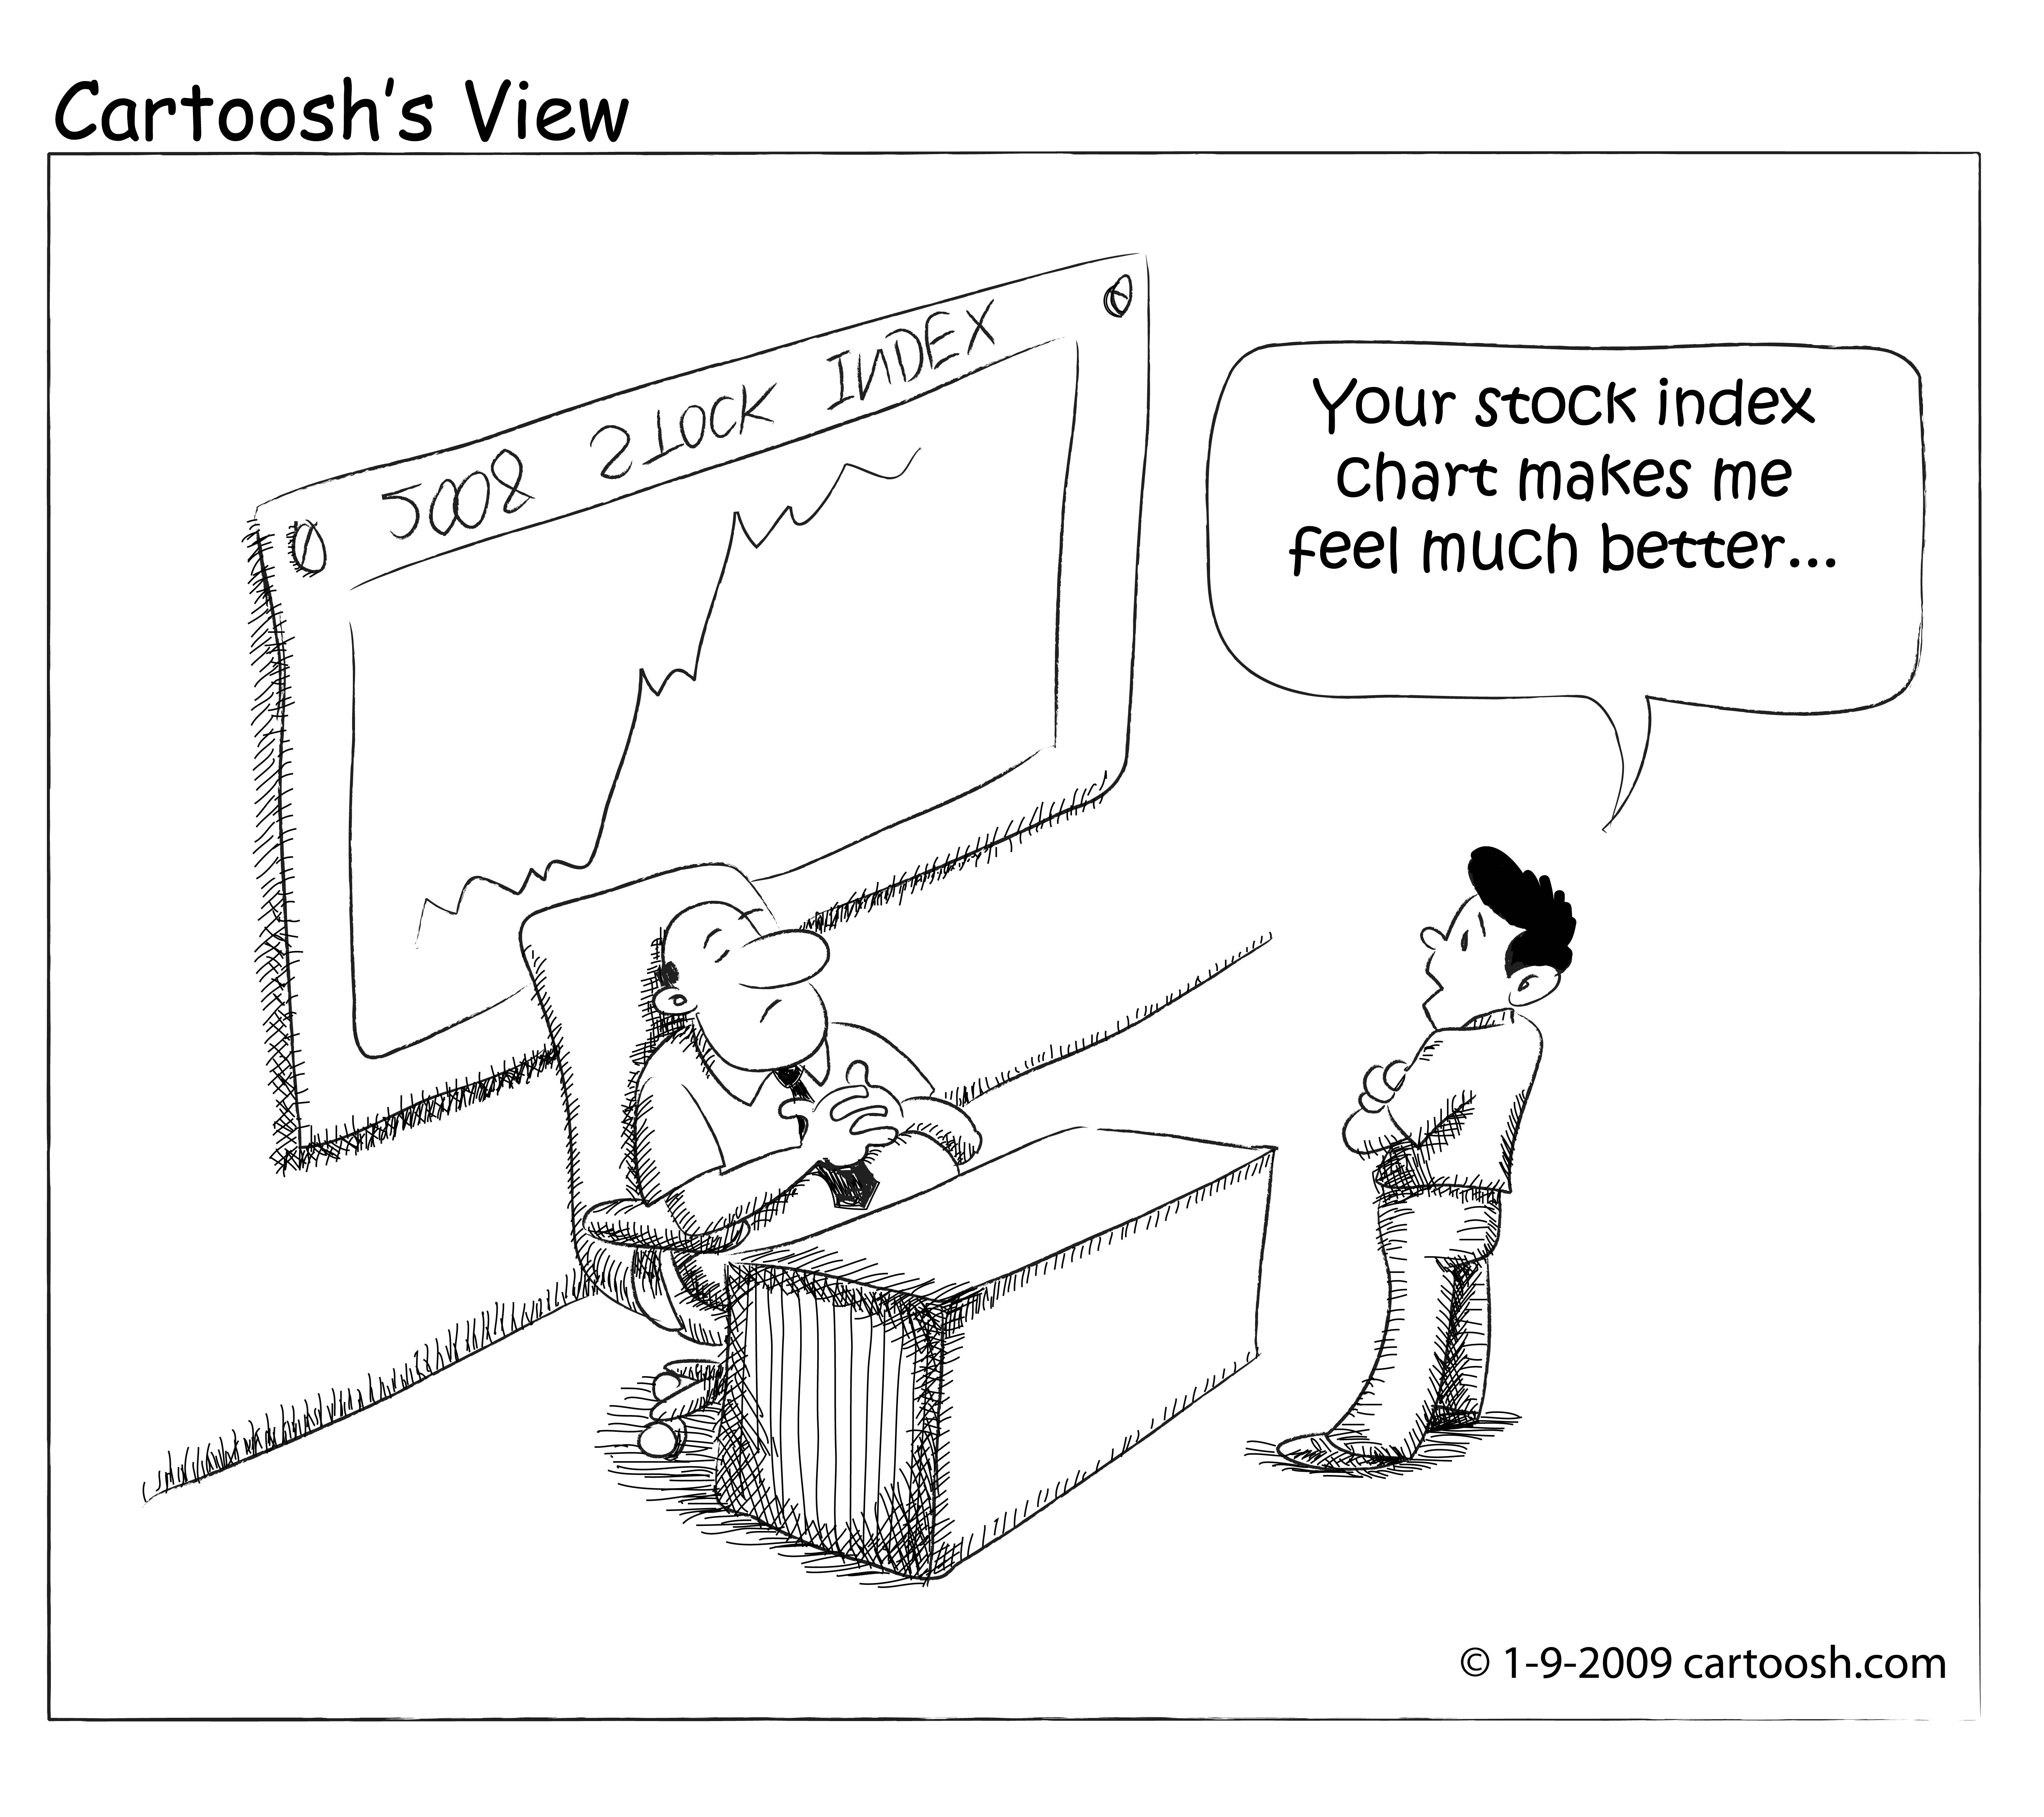 Cartoosh's View
2008 STOCK INDEX
Your stock index
chart makes me
feel much better...
© 1-9-2009 cartoosh.com